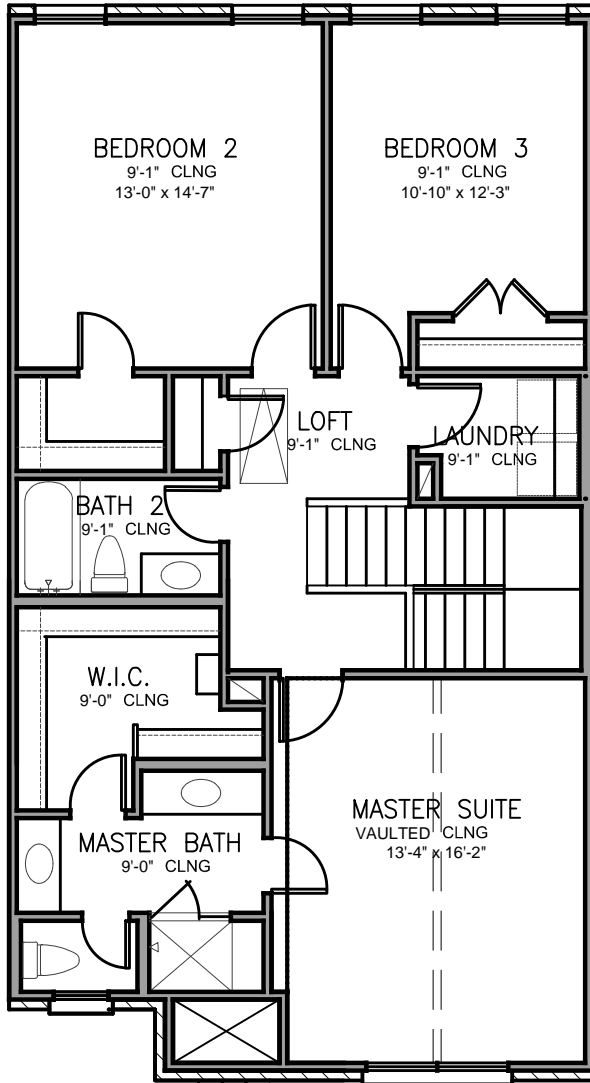 BEDROOM 2
9'-1" CLNG
13'-0" x 14'-7"
BEDROOM 3
9'-1" CLNG
10'-10" x 12'-3"
LOFT
9'-1" CLNG
LAUNDRY
9'-1" CLNG
BATH 2
9'-1" CLNG
W.I.C.
9'-0" CLNG
MASTER BATH
9'-0" CLNG
MASTER SUITE
VAULTED CLNG
13'-4" x 16'-2"